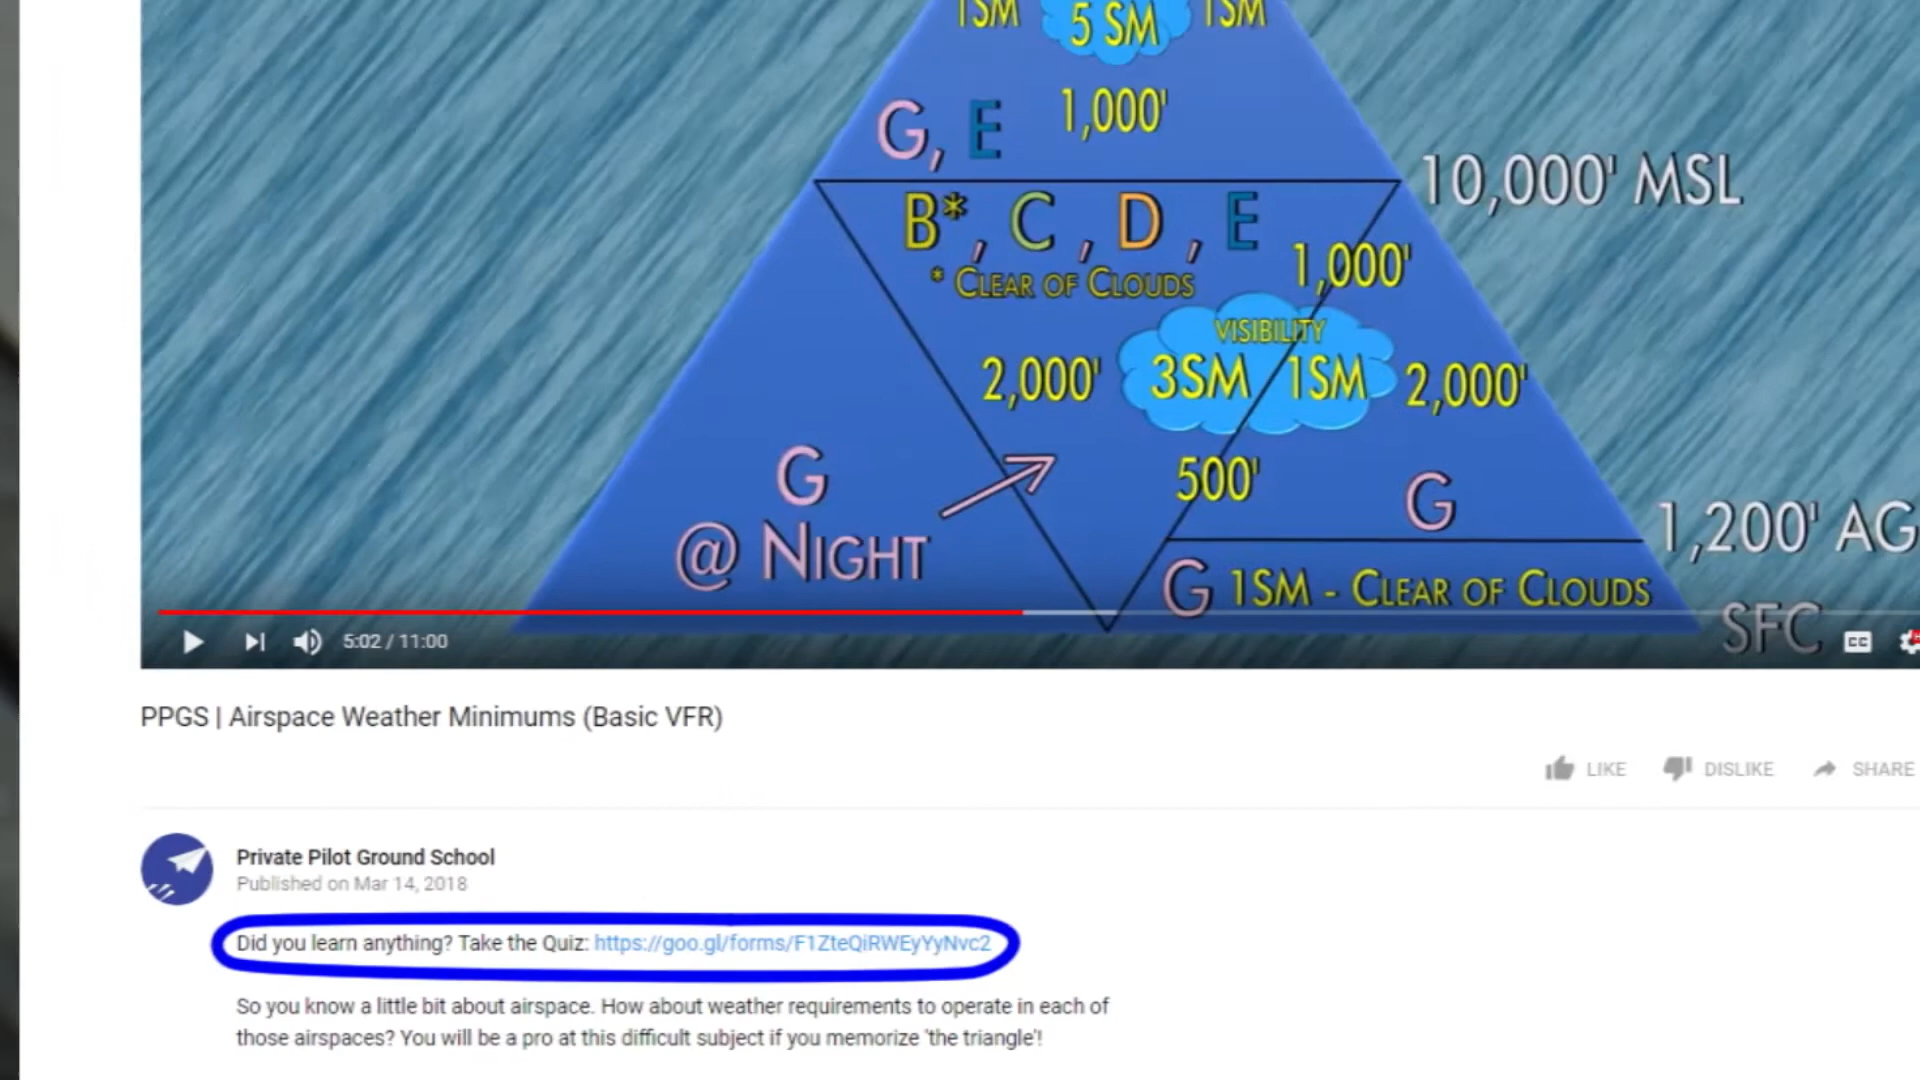 1SM 5 SM 1SM
1,000'
G, E
10,000' MSL
B*, C, D, E
* CLEAR OF CLOUDS
1,000'
VISIBILITY
2,000' 3SM 1SM 2,000'
500'
G
@ NIGHT
G
1,200' AG
G 1SM - CLEAR OF CLOUDS
SFC
5:02 / 11:00
CC
PPGS | Airspace Weather Minimums (Basic VFR)
LIKE DISLIKE SHARE
Private Pilot Ground School
Published on Mar 14, 2018
Did you learn anything? Take the Quiz: https://goo.gl/forms/F1ZteQiRWEyYyNvc2
So you know a little bit about airspace. How about weather requirements to operate in each of
those airspaces? You will be a pro at this difficult subject if you memorize 'the triangle'!